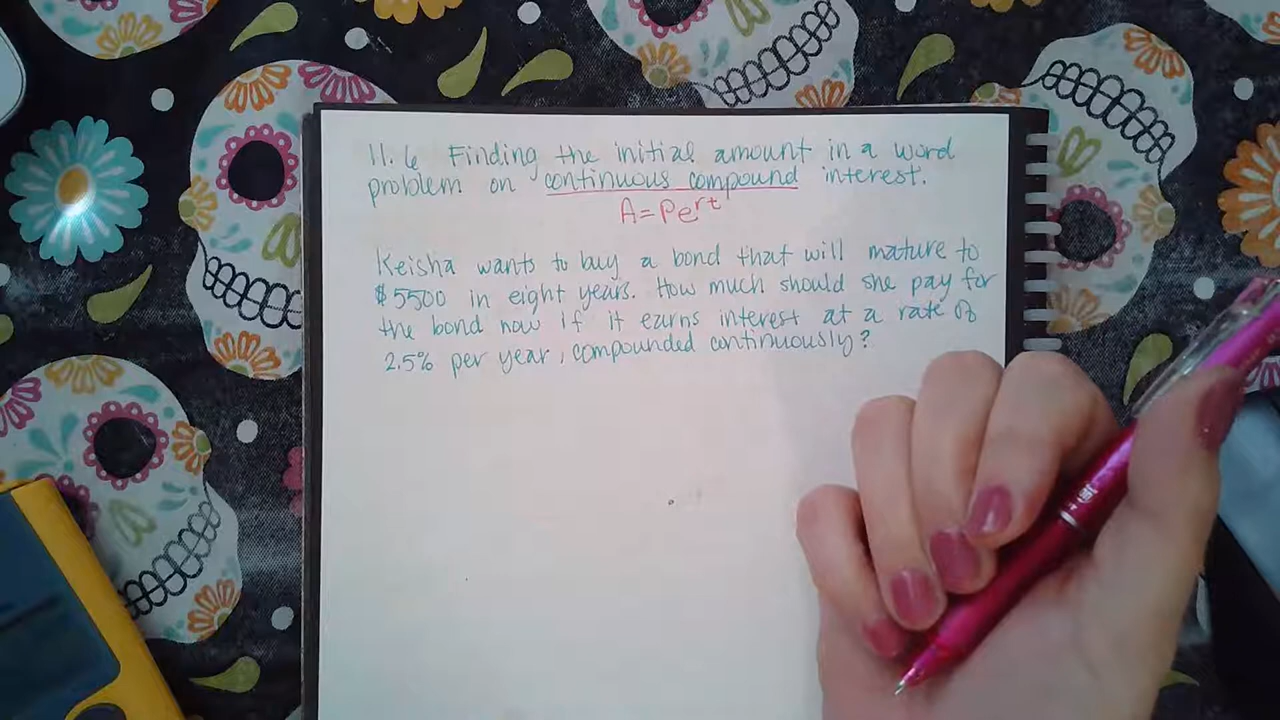 11.6 Finding the initial amount in a word
problem on continuous compound interest.
A=Pe^rt
Keisha wants to buy a bond that will mature to
$5500 in eight years. How much should she pay for
the bond now if it earns interest at a rate of
2.5% per year, compounded continuously?